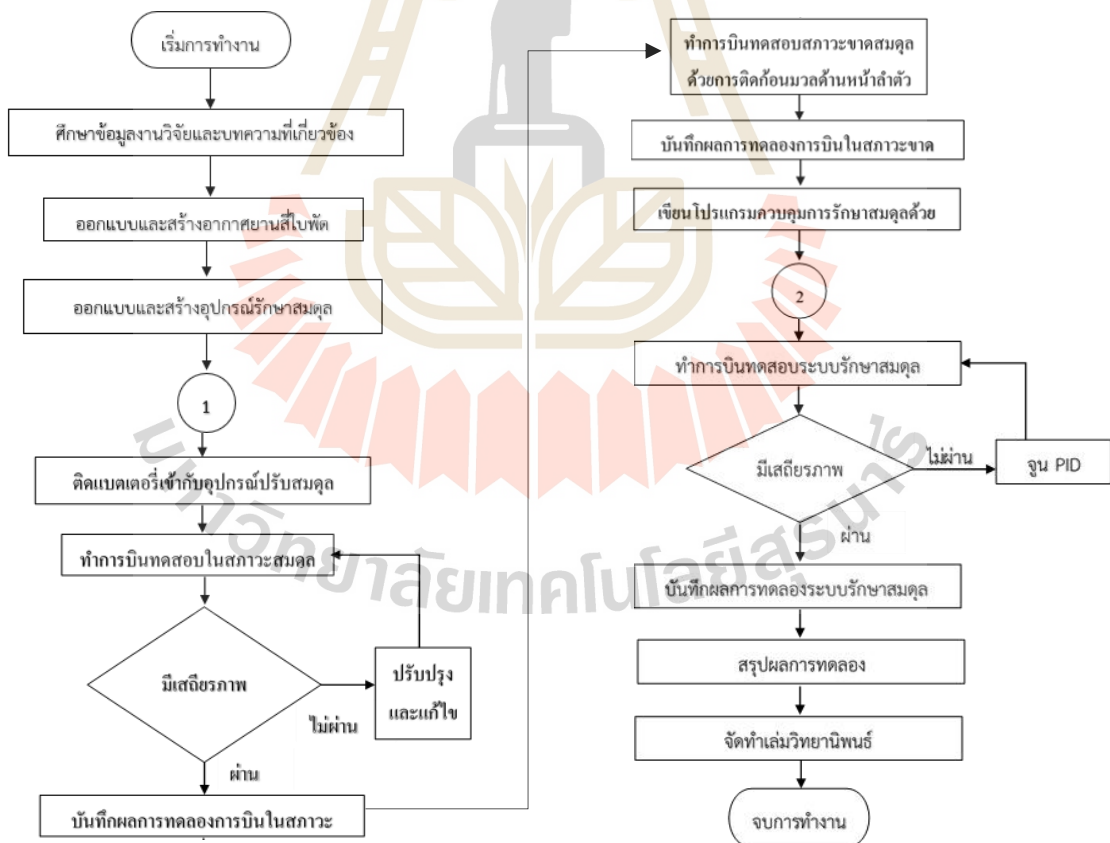 เริ่มการทำงาน
ศึกษาข้อมูลงานวิจัยและบทความที่เกี่ยวข้อง
ออกแบบและสร้างอากาศยานสี่ใบพัด
ออกแบบและสร้างอุปกรณ์รักษาสมดุล
1
ติดแบตเตอรี่เข้ากับอุปกรณ์ปรับสมดุล
ทำการบินทดสอบในสภาวะสมดุล
มีเสถียรภาพ
ไม่ผ่าน
ปรับปรุง
และแก้ไข
ผ่าน
บันทึกผลการทดลองการบินในสภาวะ
ทำการบินทดสอบสภาวะขาดสมดุล
ด้วยการติดก้อนมวลด้านหน้าลำตัว
บันทึกผลการทดลองการบินในสภาวะขาด
เขียนโปรแกรมควบคุมการรักษาสมดุลด้วย
2
ทำการบินทดสอบระบบรักษาสมดุล
มีเสถียรภาพ
ไม่ผ่าน
จูน PID
ผ่าน
บันทึกผลการทดลองระบบรักษาสมดุล
สรุปผลการทดลอง
จัดทำเล่มวิทยานิพนธ์
จบการทำงาน
มหาวิทยาลัยเทคโนโลยีสุรนารี